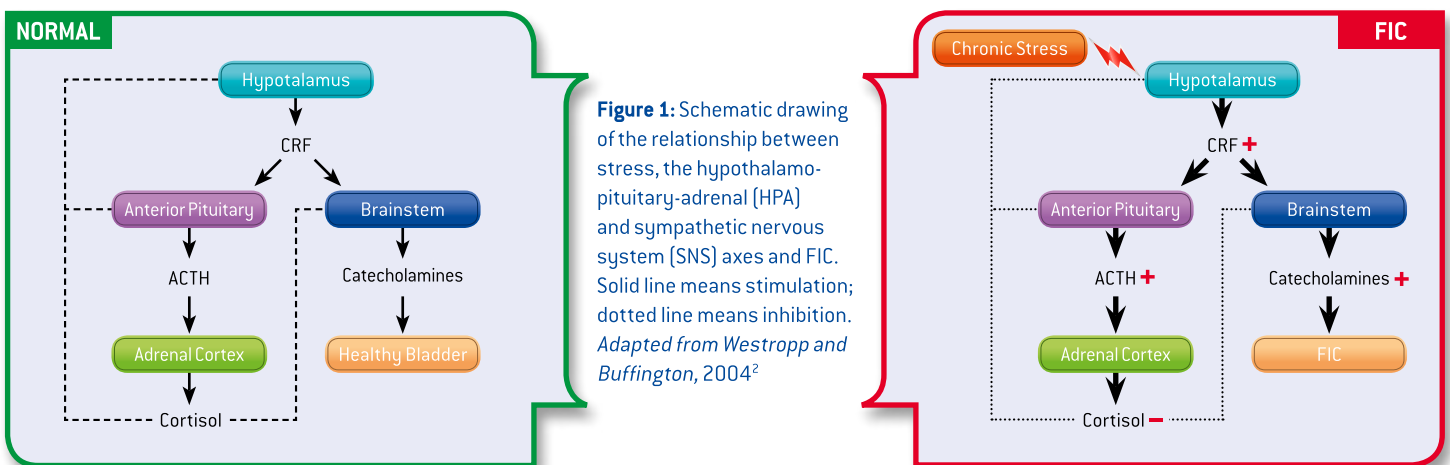 NORMAL
Hypotalamus
CRF
Anterior Pituitary
Brainstem
ACTH
Catecholamines
Adrenal Cortex
Healthy Bladder
Cortisol
Figure 1: Schematic drawing
of the relationship between
stress, the hypothalamo-
pituitary-adrenal (HPA)
and sympathetic nervous
system (SNS) axes and FIC.
Solid line means stimulation;
dotted line means inhibition.
Adapted from Westropp and
Buffington, 2004²
FIC
Chronic Stress
Hypotalamus
CRF +
Anterior Pituitary
Brainstem
ACTH +
Catecholamines +
Adrenal Cortex
FIC
Cortisol −